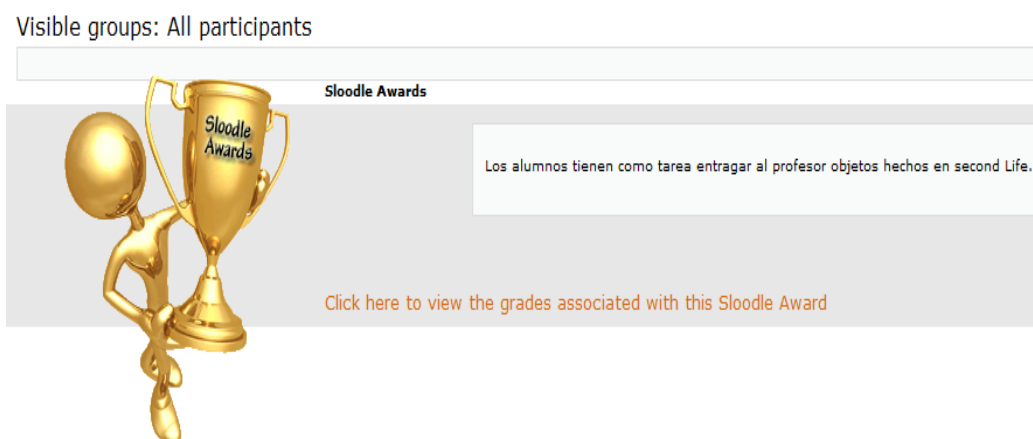 Visible groups: All participants
Sloodle Awards
Sloodle
Awards
Los alumnos tienen como tarea entragar al profesor objetos hechos en second Life.
Click here to view the grades associated with this Sloodle Award